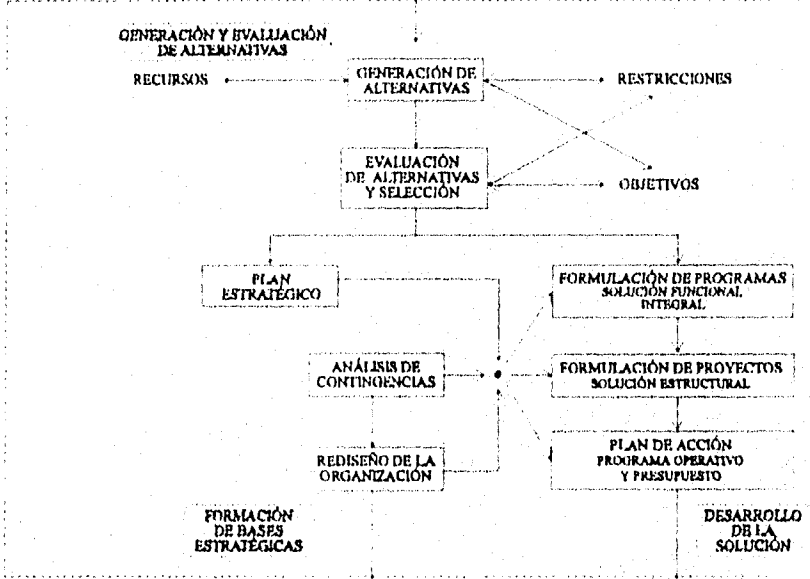 GENERACIÓN Y EVALUACIÓN
DE ALTERNATIVAS
RECURSOS
GENERACIÓN DE
ALTERNATIVAS
RESTRICCIONES
EVALUACIÓN
DE ALTERNATIVAS
Y SELECCIÓN
OBJETIVOS
PLAN
ESTRATÉGICO
FORMULACIÓN DE PROGRAMAS
SOLUCIÓN FUNCIONAL
INTEGRAL
ANÁLISIS DE
CONTINGENCIAS
FORMULACIÓN DE PROYECTOS
SOLUCIÓN ESTRUCTURAL
REDISEÑO DE LA
ORGANIZACIÓN
PLAN DE ACCIÓN
PROGRAMA OPERATIVO
Y PRESUPUESTO
FORMACIÓN
DE BASES
ESTRATÉGICAS
DESARROLLO
DE LA
SOLUCIÓN